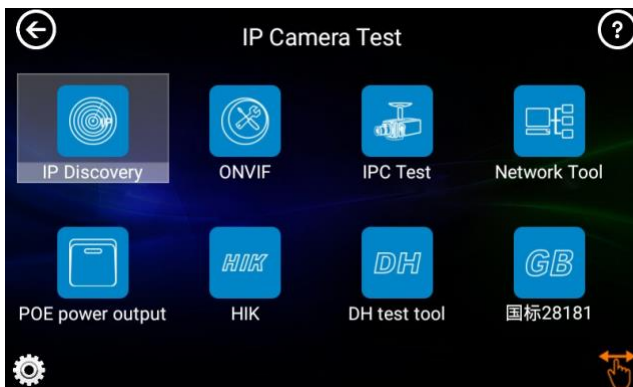 IP Camera Test
?
IP
IP Discovery
ONVIF
IPC Test
Network Tool
HIK
DH
GB
POE power output
HIK
DH test tool
国标28181